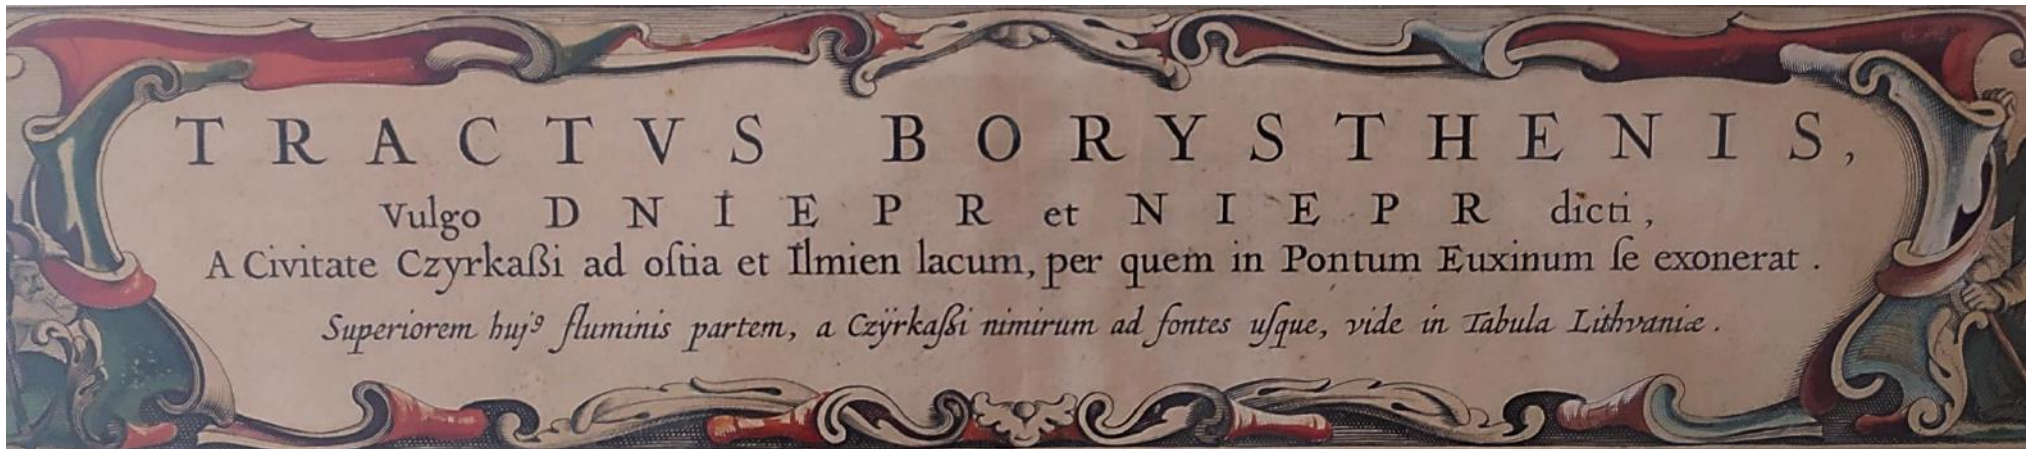 TRACTVS BORYSTHENIS,
Vulgo DNIEPR et NIEPR dicti,
A Civitate Czyrkaßi ad oſtia et Ilmien lacum, per quem in Pontum Euxinum ſe exonerat.
Superiorem hujꝰ fluminis partem, a Czÿrkaßi nimirum ad fontes uſque, vide in Tabula Lithvaniæ.